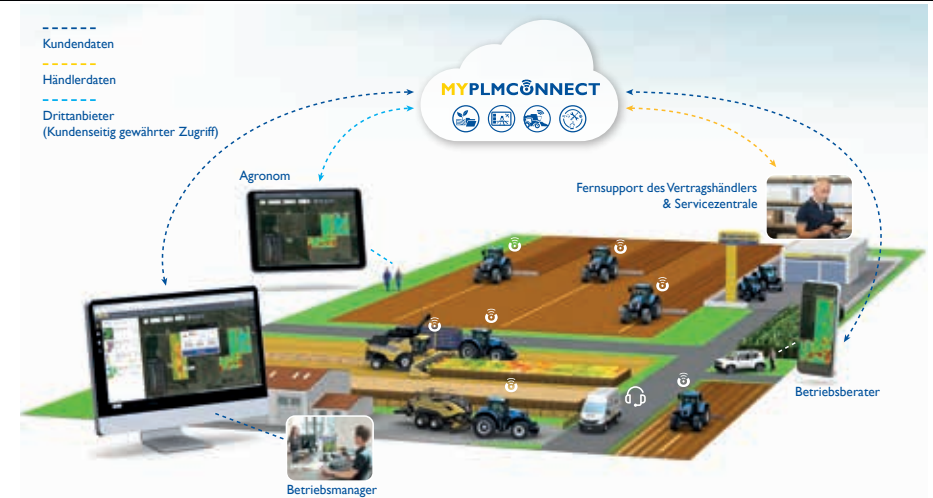 Kundendaten
Händlerdaten
Drittanbieter
(Kundenseitig gewährter Zugriff)
MYPLMCONNECT
Agronom
Fernsupport des Vertragshändlers
& Servicezentrale
Betriebsberater
Betriebsmanager